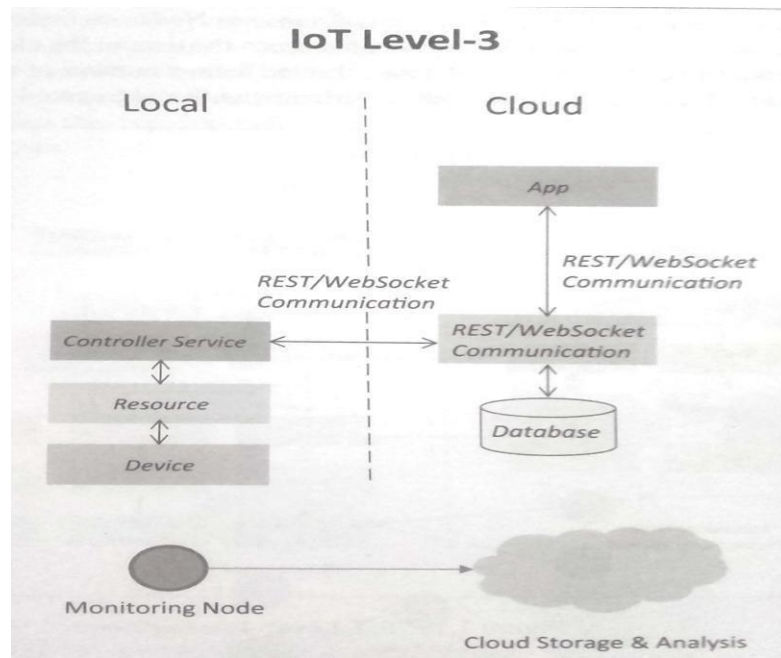 IoT Level-3
Local
Cloud
App
REST/WebSocket
Communication
REST/WebSocket
Communication
Controller Service
REST/WebSocket
Communication
Resource
Database
Device
Monitoring Node
Cloud Storage & Analysis